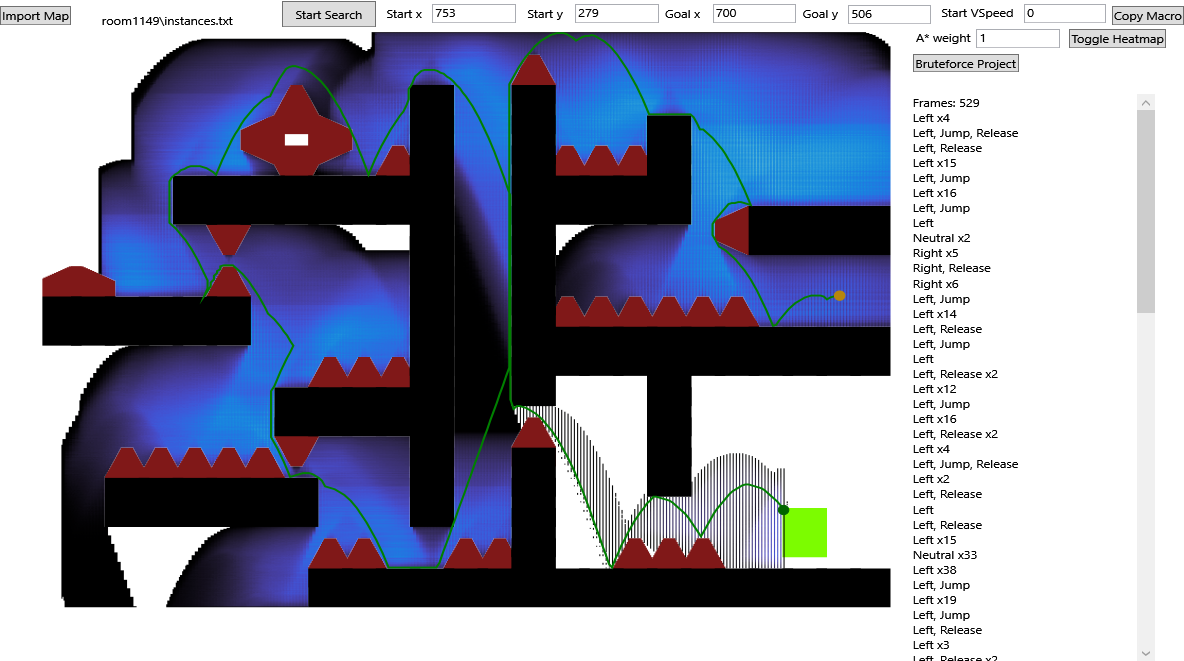 Import Map
room1149\instances.txt
Start Search
Start x 753
Start y 279
Goal x 700
Goal y 506
Start VSpeed 0
Copy Macro
A* weight 1
Toggle Heatmap
Bruteforce Project
Frames: 529
Left x4
Left, Jump, Release
Left, Release
Left x15
Left, Jump
Left x16
Left, Jump
Left
Neutral x2
Right x5
Right, Release
Right x6
Left, Jump
Left x14
Left, Release
Left, Jump
Left
Left, Release x2
Left x12
Left, Jump
Left x16
Left, Release x2
Left x4
Left, Jump, Release
Left x2
Left, Release
Left
Left, Release
Left x15
Neutral x33
Left x38
Left, Jump
Left x19
Left, Jump
Left, Release
Left x3
Left, Release x2